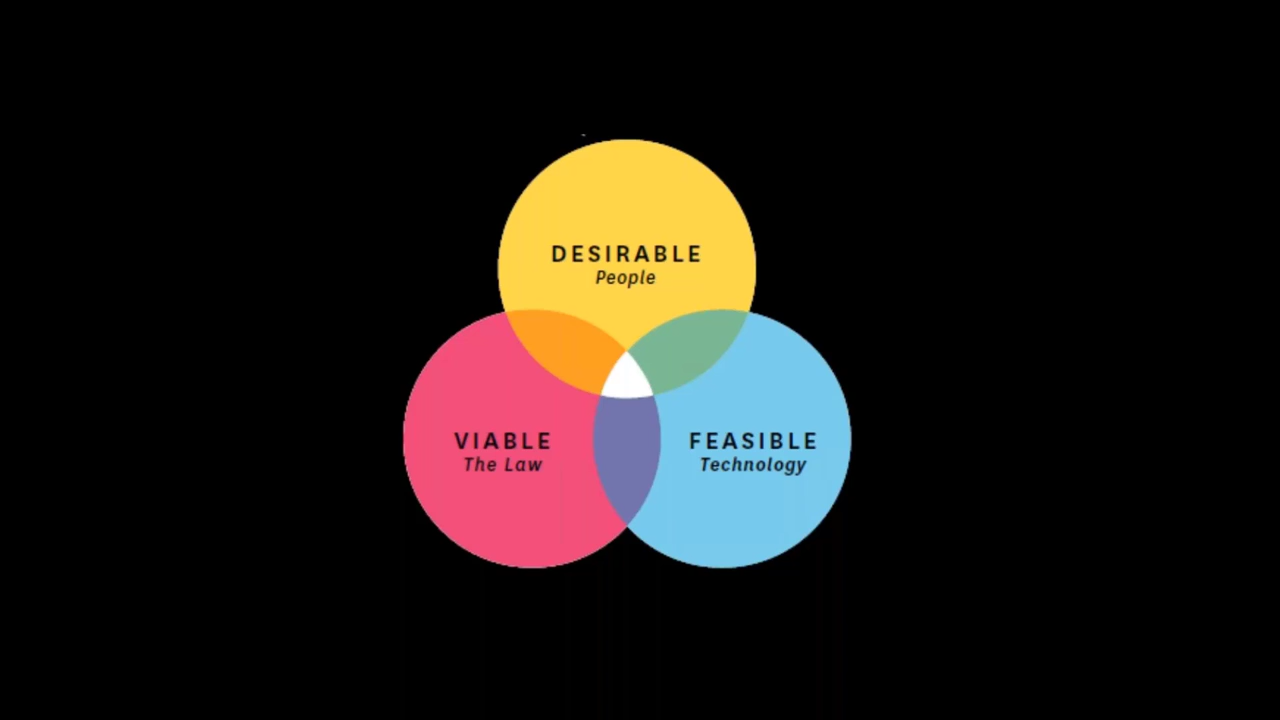 DESIRABLE
People
VIABLE
The Law
FEASIBLE
Technology